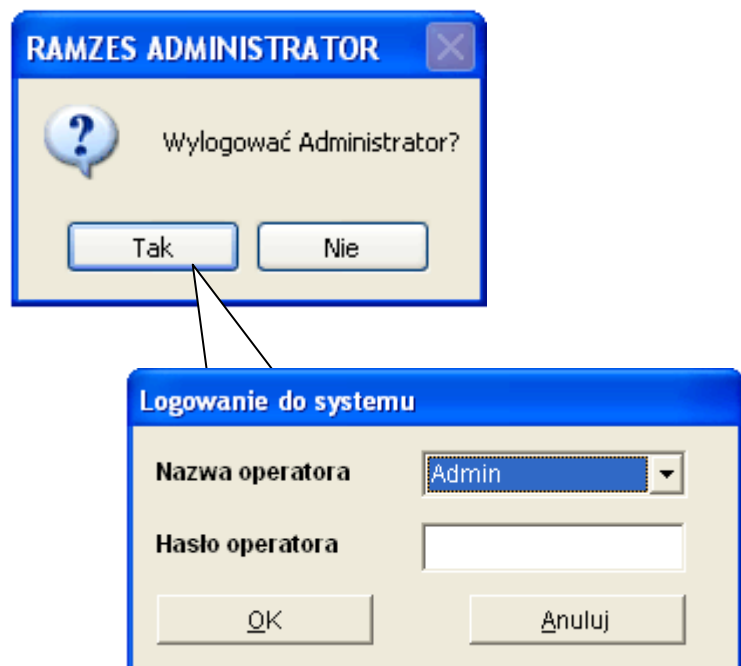 RAMZES ADMINISTRATOR
Wylogować Administrator?
Tak
Nie
Logowanie do systemu
Nazwa operatora
Admin
Hasło operatora
OK
Anuluj